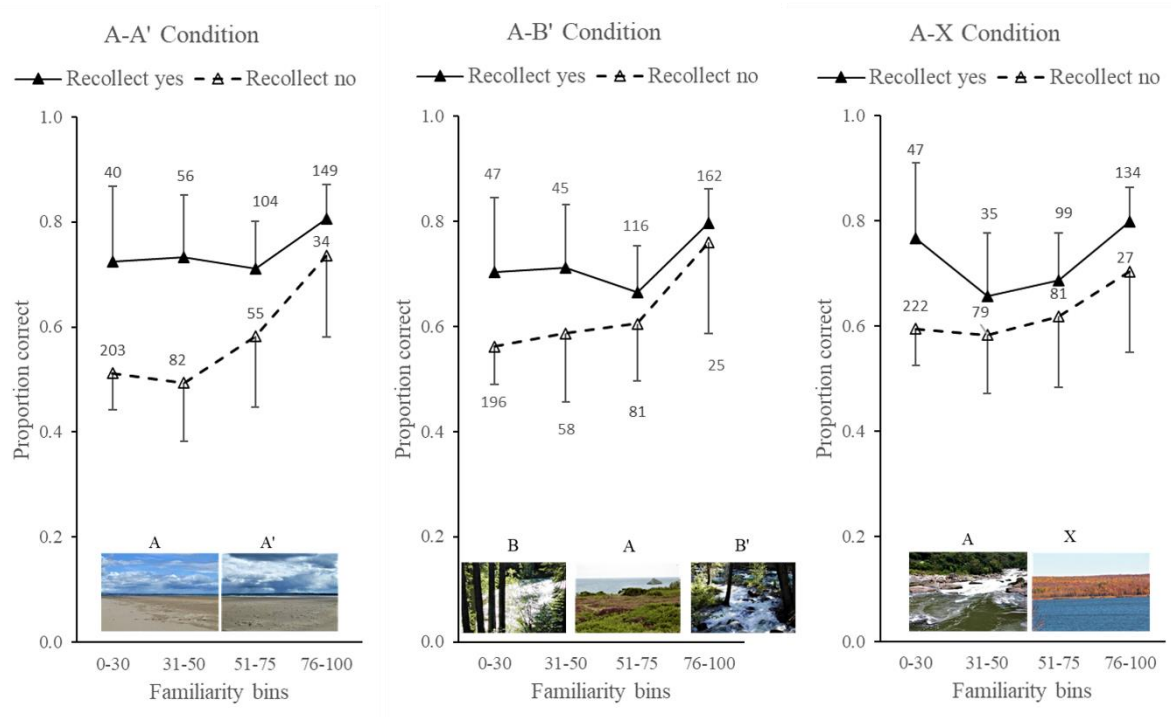 A-A' Condition
Recollect yes Recollect no
Proportion correct
1.0
0.8
0.6
0.4
0.2
0.0
40
56
104
149
203
82
55
34
A A'
0-30 31-50 51-75 76-100
Familiarity bins
A-B' Condition
Recollect yes Recollect no
Proportion correct
1.0
0.8
0.6
0.4
0.2
0.0
47
45
116
162
196
58
81
25
B A B'
0-30 31-50 51-75 76-100
Familiarity bins
A-X Condition
Recollect yes Recollect no
Proportion correct
1.0
0.8
0.6
0.4
0.2
0.0
47
35
99
134
222
79
81
27
A X
0-30 31-50 51-75 76-100
Familiarity bins